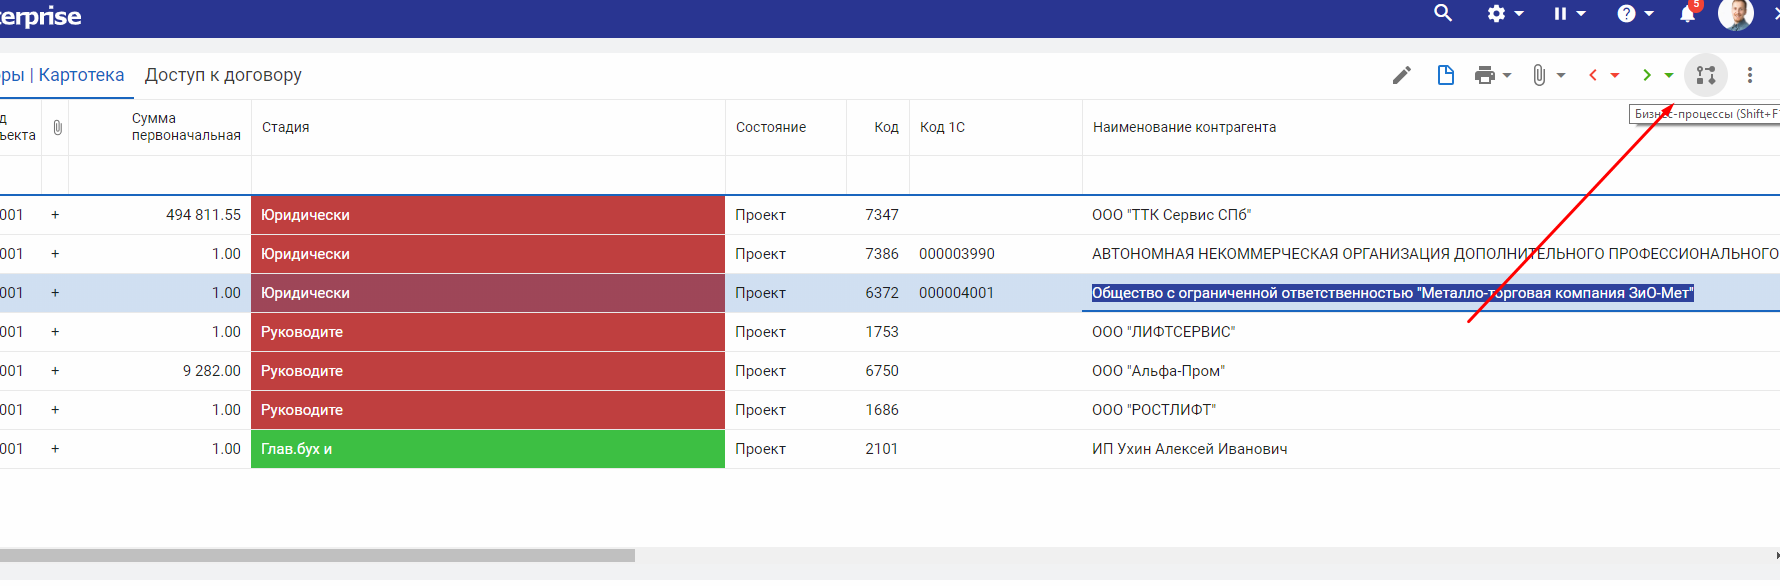 terprise
5
ры | Картотека Доступ к договору
Бизнес-процессы (Shift+F
д
ъекта
Сумма
первоначальная
Стадия
Состояние
Код
Код 1С
Наименование контрагента
001 + 494 811.55 Юридически Проект 7347 ООО "ТТК Сервис СПб"
001 + 1.00 Юридически Проект 7386 000003990 АВТОНОМНАЯ НЕКОММЕРЧЕСКАЯ ОРГАНИЗАЦИЯ ДОПОЛНИТЕЛЬНОГО ПРОФЕССИОНАЛЬНОГО
001 + 1.00 Юридически Проект 6372 000004001 Общество с ограниченной ответственностью "Металло-торговая компания ЗиО-Мет"
001 + 1.00 Руководите Проект 1753 ООО "ЛИФТСЕРВИС"
001 + 9 282.00 Руководите Проект 6750 ООО "Альфа-Пром"
001 + 1.00 Руководите Проект 1686 ООО "РОСТЛИФТ"
001 + 1.00 Глав.бух и Проект 2101 ИП Ухин Алексей Иванович